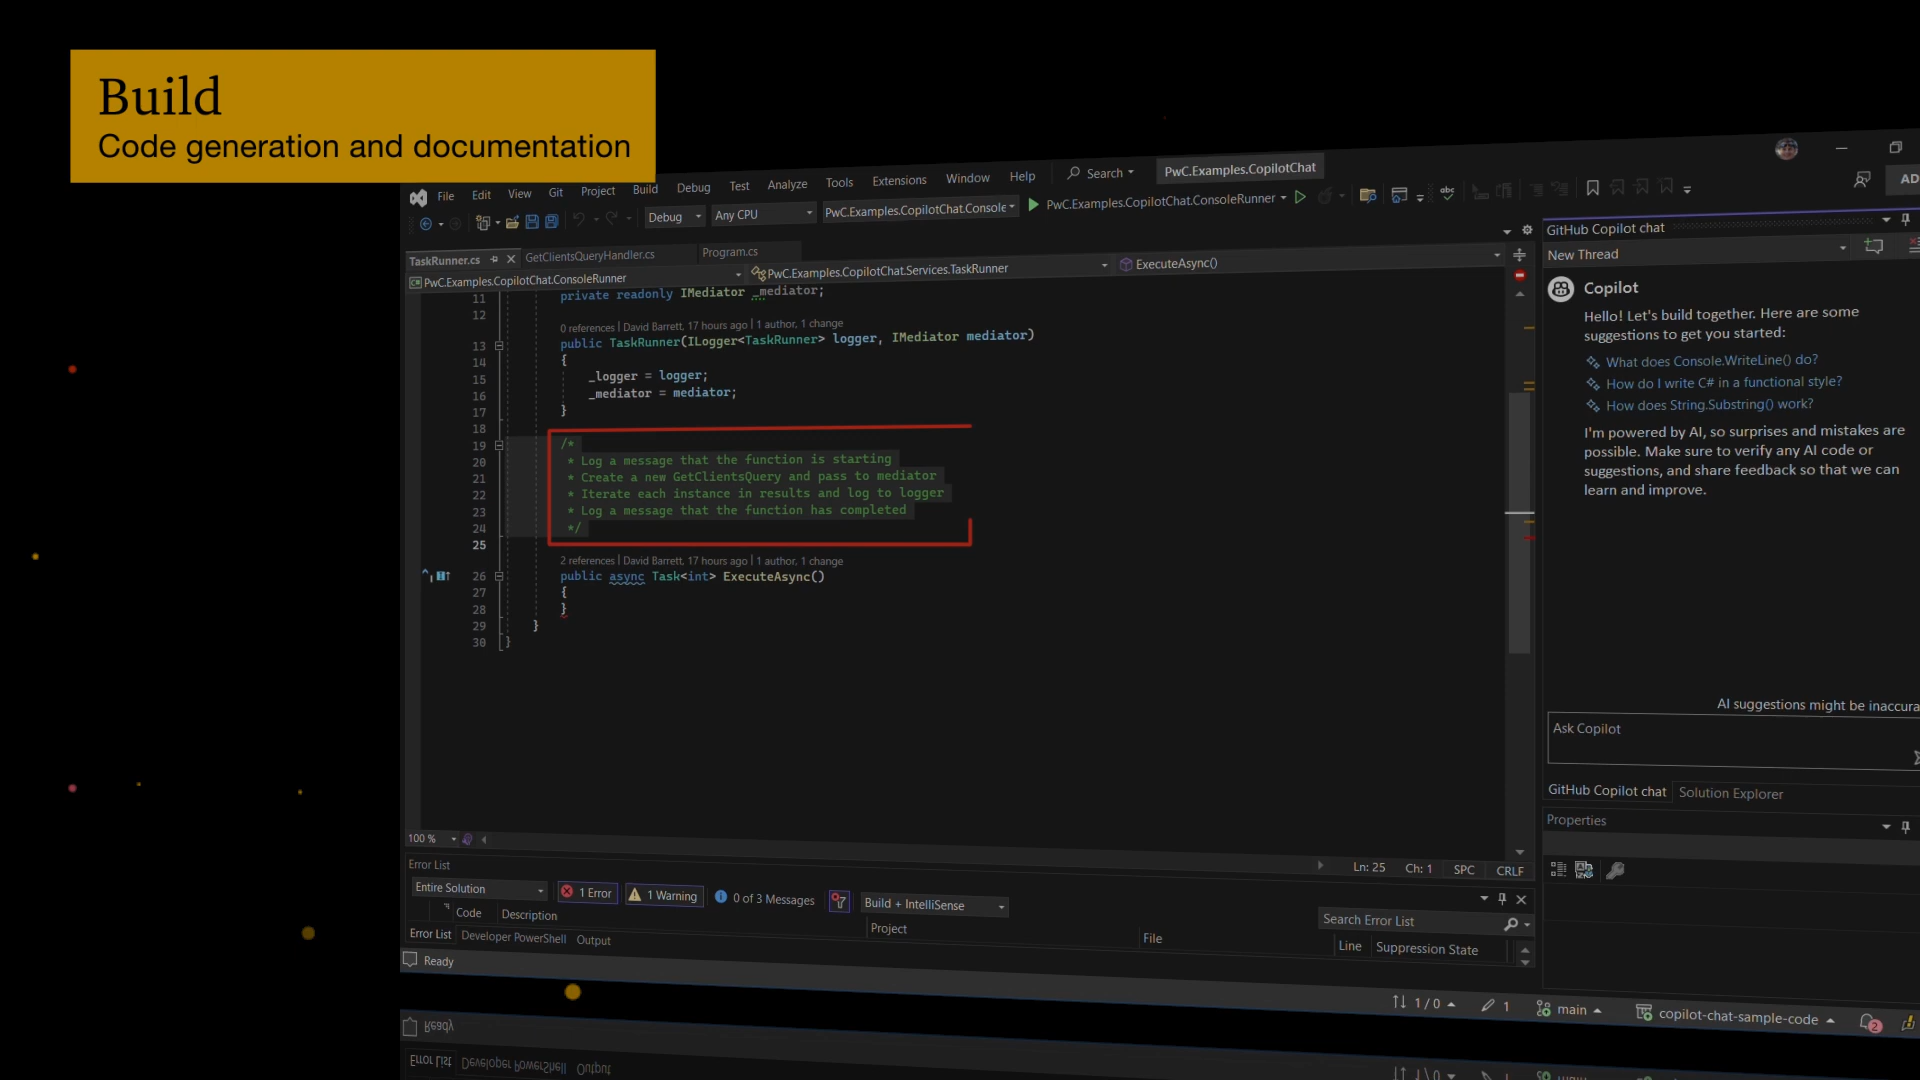 Build
Code generation and documentation
File Edit View Git Project Build Debug Test Analyze Tools Extensions Window Help Search PwC.Examples.CopilotChat
Debug Any CPU PwC.Examples.CopilotChat.Console PwC.Examples.CopilotChat.ConsoleRunner AD
TaskRunner.cs GetClientsQueryHandler.cs Program.cs
PwC.Examples.CopilotChat.ConsoleRunner PwC.Examples.CopilotChat.Services.TaskRunner ExecuteAsync()
11 private readonly IMediator _mediator;
12
0 references | David Barrett, 17 hours ago | 1 author, 1 change
13 public TaskRunner(ILogger<TaskRunner> logger, IMediator mediator)
14 {
15 _logger = logger;
16 _mediator = mediator;
17 }
18
19 /*
20 * Log a message that the function is starting
21 * Create a new GetClientsQuery and pass to mediator
22 * Iterate each instance in results and log to logger
23 * Log a message that the function has completed
24 */
25
2 references | David Barrett, 17 hours ago | 1 author, 1 change
26 public async Task<int> ExecuteAsync()
27 {
28 }
29 }
30 }
GitHub Copilot chat
New Thread
Copilot
Hello! Let's build together. Here are some
suggestions to get you started:
What does Console.WriteLine() do?
How do I write C# in a functional style?
How does String.Substring() work?
I'm powered by AI, so surprises and mistakes are
possible. Make sure to verify any AI code or
suggestions, and share feedback so that we can
learn and improve.
AI suggestions might be inaccura
Ask Copilot
GitHub Copilot chat Solution Explorer
Properties
100 % Ln: 25 Ch: 1 SPC CRLF
Error List
Entire Solution 1 Error 1 Warning 0 of 3 Messages Build + IntelliSense Search Error List
Code Description Project File Line Suppression State
Error List Developer PowerShell Output
Ready
1 / 0 1 main copilot-chat-sample-code 2
Ready
Error List Developer PowerShell Output
1 / 0 1 main